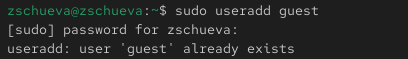 zschueva@zschueva:~$ sudo useradd guest
[sudo] password for zschueva:
useradd: user 'guest' already exists